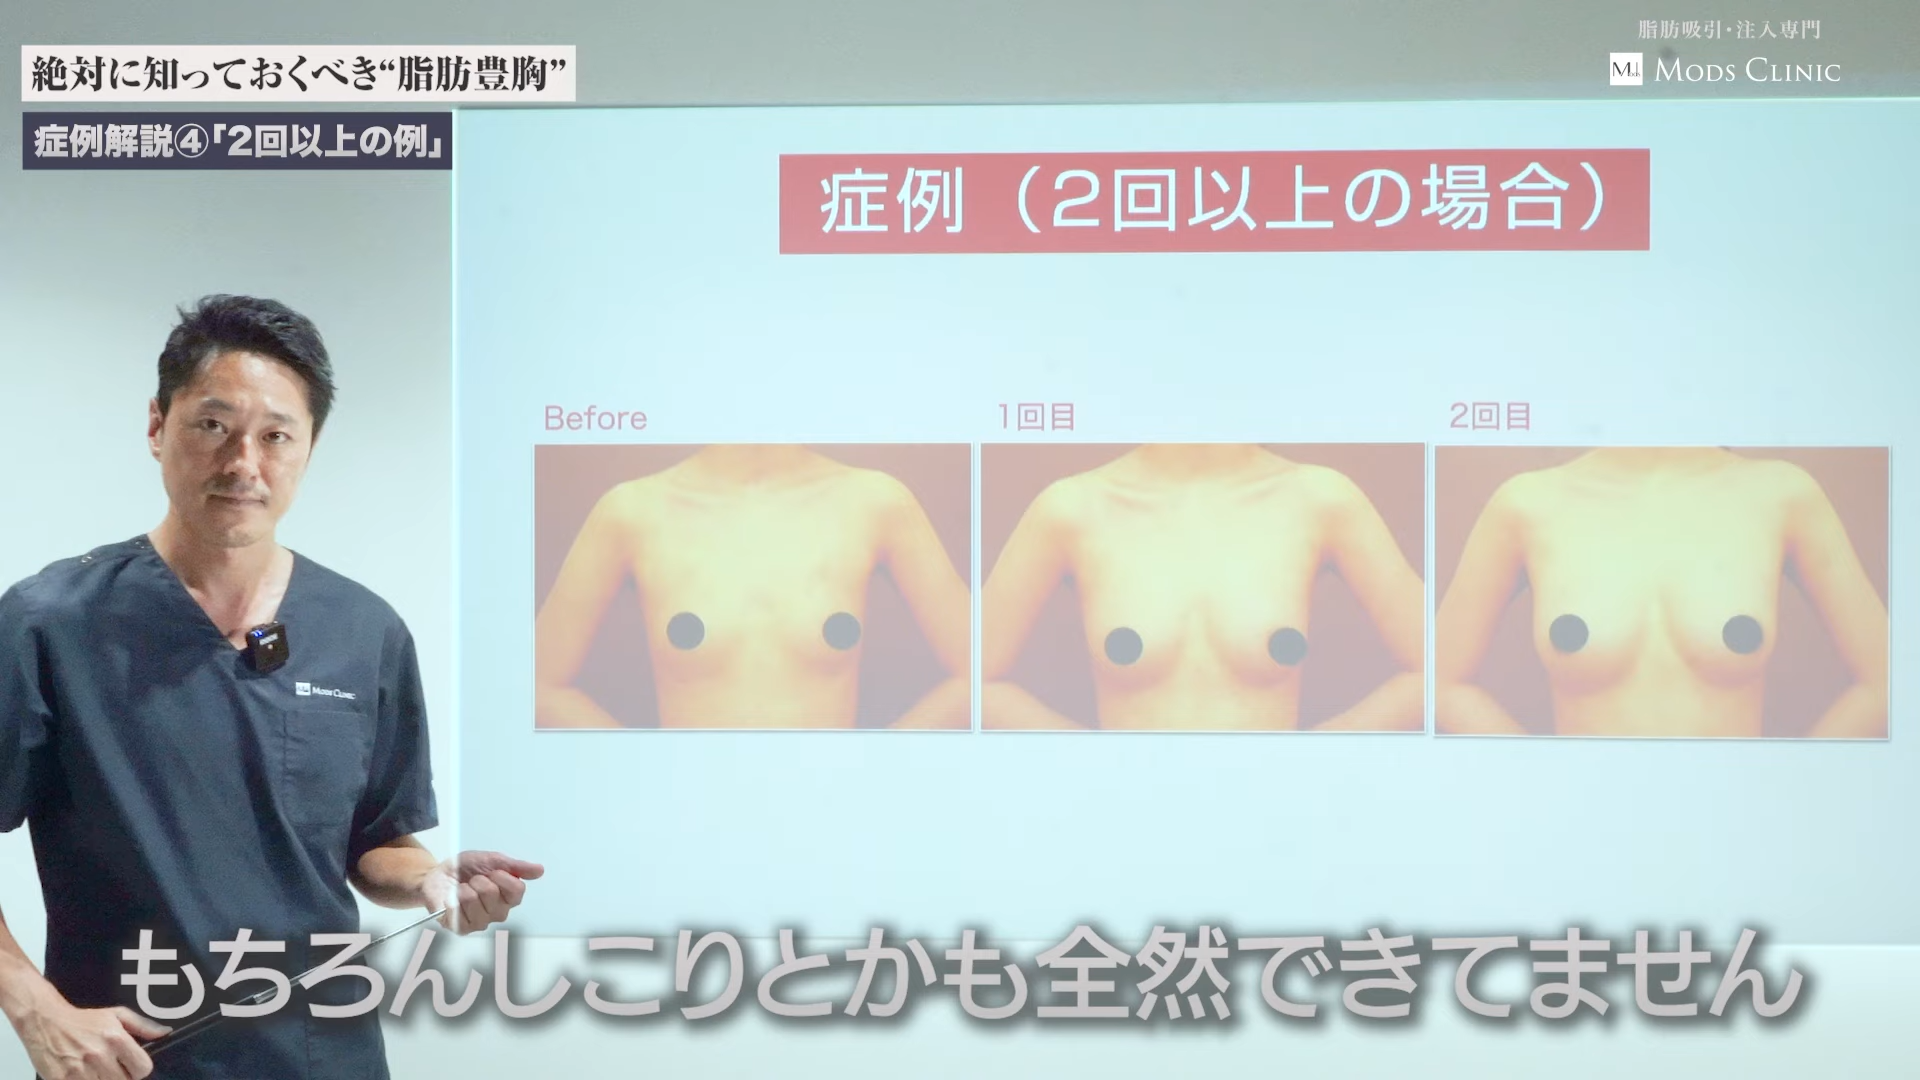 脂肪吸引・注入専門
MODS CLINIC
絶対に知っておくべき“脂肪豊胸”
症例解説④「2回以上の例」
症例（2回以上の場合）
Before
1回目
2回目
MODS CLINIC
もちろんしこりとかも全然できてません